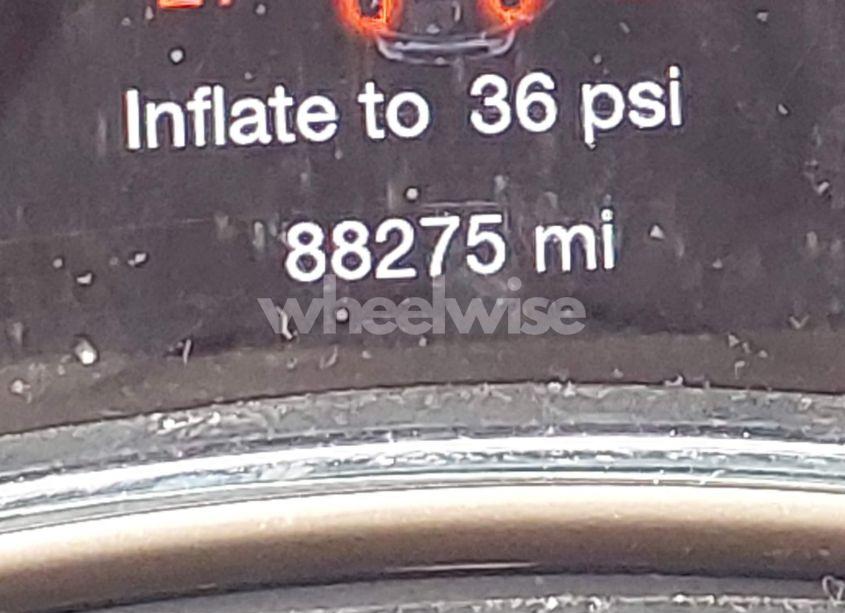 Inflate to 36 psi
88275 mi
wheelwise